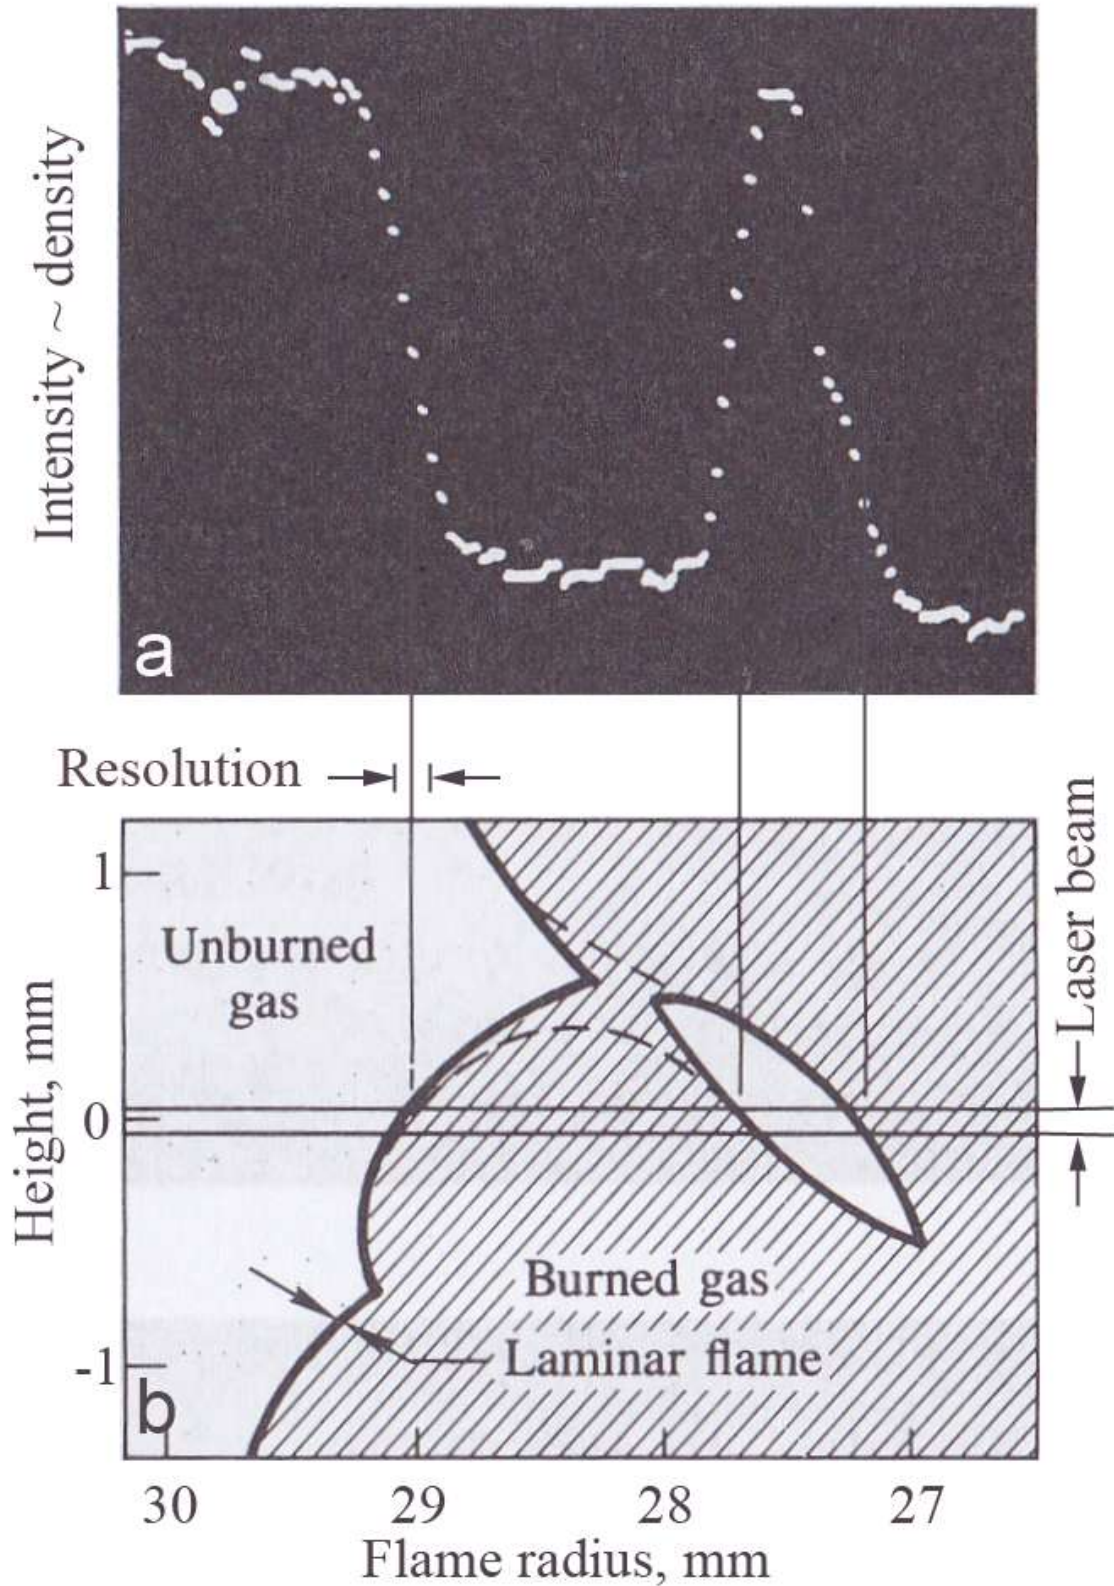 Intensity ~ density
a
Resolution
1
Unburned
gas
Laser beam
0
Height, mm
Burned gas
Laminar flame
-1
b
30 29 28 27
Flame radius, mm